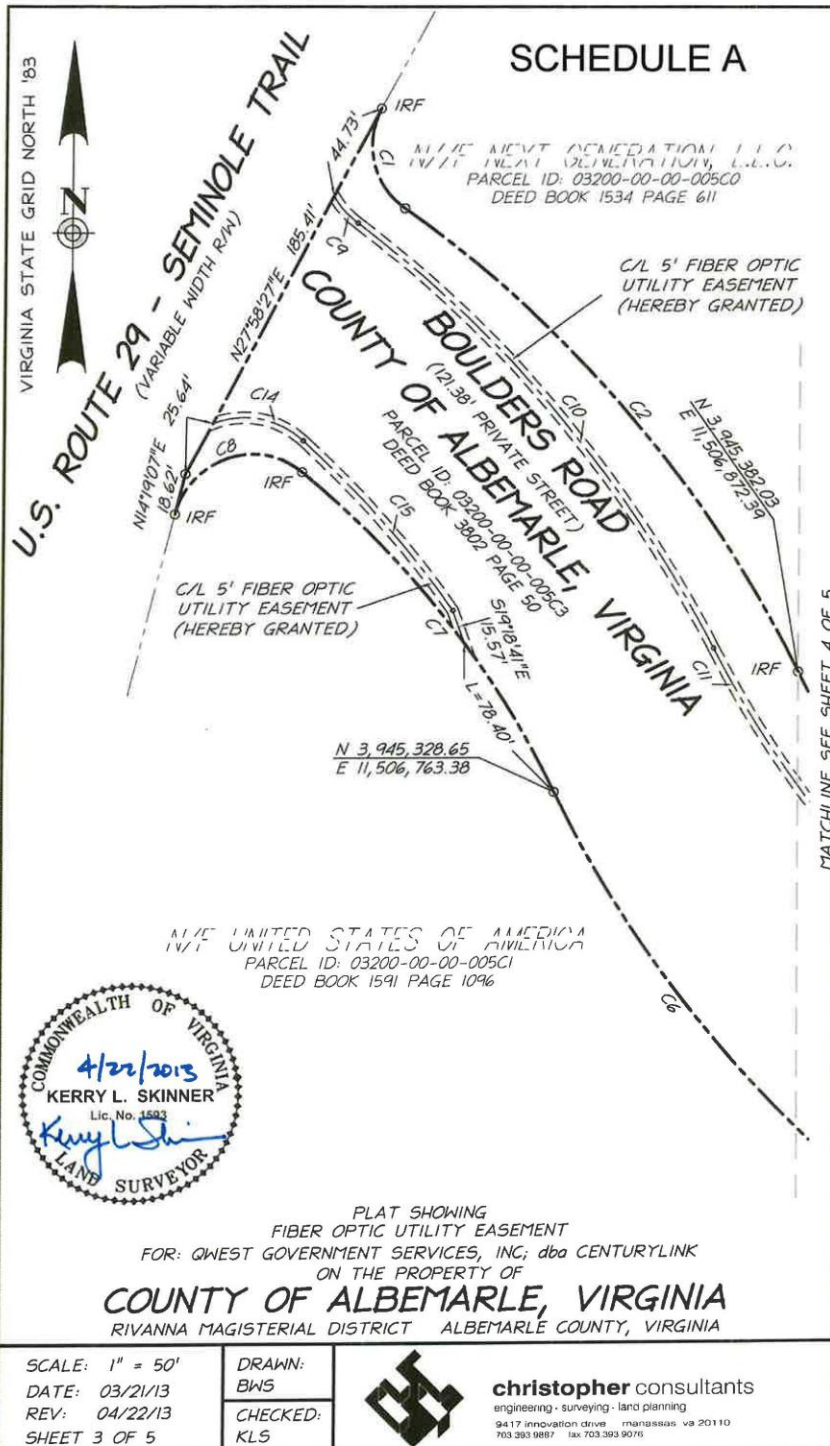 SCHEDULE A
VIRGINIA STATE GRID NORTH '83
N
U.S. ROUTE 29 - SEMINOLE TRAIL
(VARIABLE WIDTH R/W)
IRF
44.73'
C1
N/F NEXT GENERATION, L.L.C.
PARCEL ID: 03200-00-00-005C0
DEED BOOK 1534 PAGE 611
C9
N27°58'27"E 185.41'
C/L 5' FIBER OPTIC
UTILITY EASEMENT
(HEREBY GRANTED)
BOULDERS ROAD
(121.38' PRIVATE STREET)
COUNTY OF ALBEMARLE, VIRGINIA
PARCEL ID: 03200-00-00-005C3
DEED BOOK 3802 PAGE 50
C10
C2
N 3,945,382.03
E 11,506,872.39
25.64'
N14°19'07"E
18.62'
C14
C8
IRF
IRF
C15
C/L 5' FIBER OPTIC
UTILITY EASEMENT
(HEREBY GRANTED)
C7
S19°18'41"E
115.57'
L=78.40'
C11
IRF
MATCHLINE SEE SHEET 4 OF 5
N 3,945,328.65
E 11,506,763.38
N/F UNITED STATES OF AMERICA
PARCEL ID: 03200-00-00-005C1
DEED BOOK 1591 PAGE 1096
C6
COMMONWEALTH OF VIRGINIA
4/22/2013
KERRY L. SKINNER
Lic. No. 1593
Kerry L Skinner
LAND SURVEYOR
PLAT SHOWING
FIBER OPTIC UTILITY EASEMENT
FOR: QWEST GOVERNMENT SERVICES, INC; dba CENTURYLINK
ON THE PROPERTY OF
COUNTY OF ALBEMARLE, VIRGINIA
RIVANNA MAGISTERIAL DISTRICT ALBEMARLE COUNTY, VIRGINIA
SCALE: 1" = 50'
DATE: 03/21/13
REV: 04/22/13
SHEET 3 OF 5
DRAWN:
BWS
CHECKED:
KLS
christopher consultants
engineering - surveying - land planning
9417 innovation drive manassas va 20110
703 393 9887 fax 703 393 9076